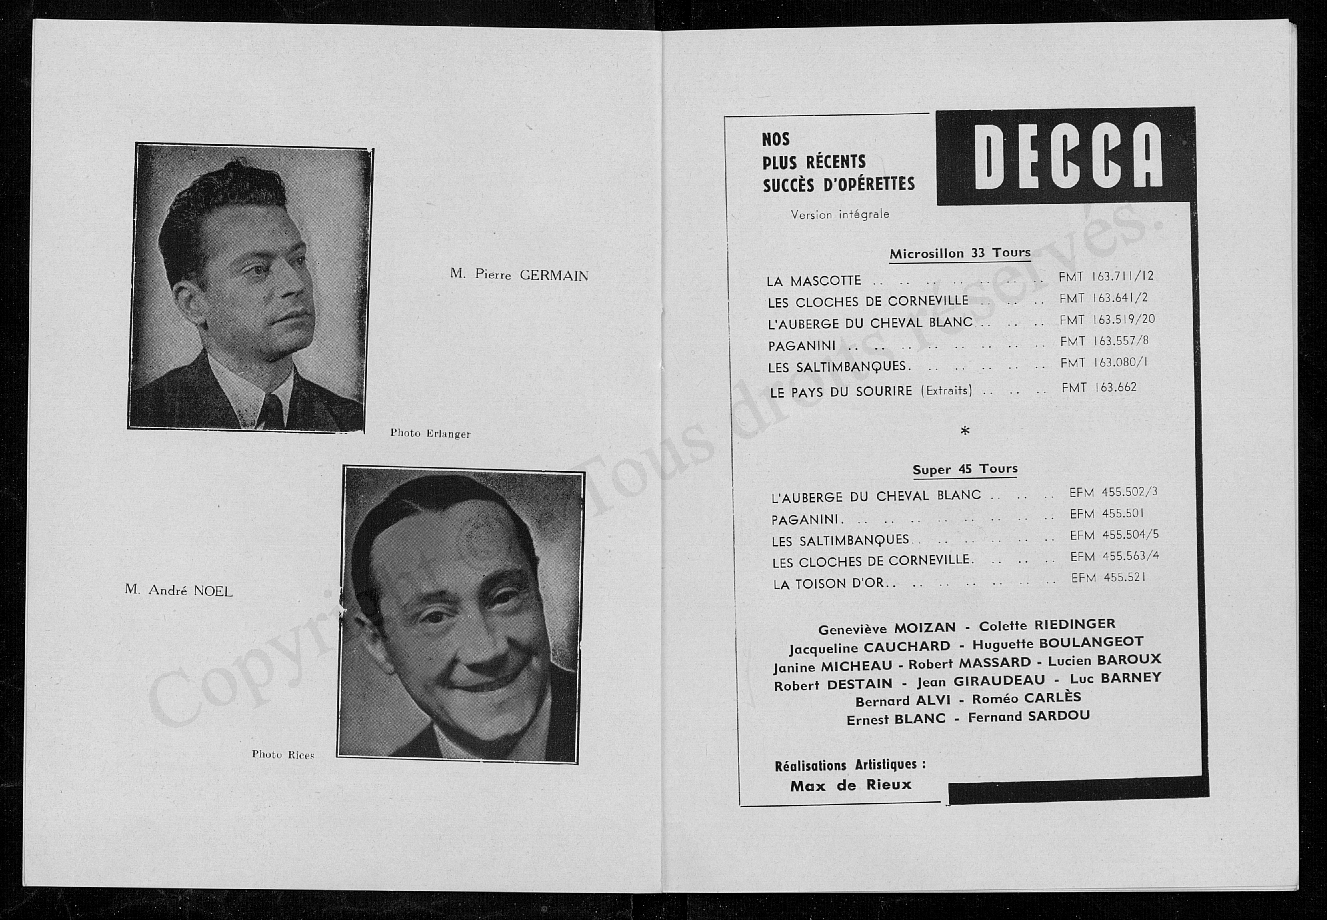 M. Pierre GERMAIN
Photo Erlanger
M. André NOEL
Photo Rices
NOS
PLUS RÉCENTS
SUCCÈS D'OPÉRETTES
DECCA
Version intégrale
Microsillon 33 Tours
LA MASCOTTE .. .. .. .. .. .. .. FMT 163.711/12
LES CLOCHES DE CORNEVILLE .. .. .. FMT 163.641/2
L'AUBERGE DU CHEVAL BLANC .. .. .. FMT 163.519/20
PAGANINI .. .. .. .. .. .. .. .. FMT 163.557/8
LES SALTIMBANQUES. .. .. .. .. .. FMT 163.080/1
LE PAYS DU SOURIRE (Extraits) .. .. .. FMT 163.662
*
Super 45 Tours
L'AUBERGE DU CHEVAL BLANC .. .. .. EFM 455.502/3
PAGANINI. .. .. .. .. .. .. .. .. EFM 455.501
LES SALTIMBANQUES.. .. .. .. .. .. EFM 455.504/5
LES CLOCHES DE CORNEVILLE. .. .. .. EFM 455.563/4
LA TOISON D'OR.. .. .. .. .. .. .. EFM 455.521
Geneviève MOIZAN - Colette RIEDINGER
Jacqueline CAUCHARD - Huguette BOULANGEOT
Janine MICHEAU - Robert MASSARD - Lucien BAROUX
Robert DESTAIN - Jean GIRAUDEAU - Luc BARNEY
Bernard ALVI - Roméo CARLÈS
Ernest BLANC - Fernand SARDOU
Réalisations Artistiques :
Max de Rieux
Tous droits réservés.